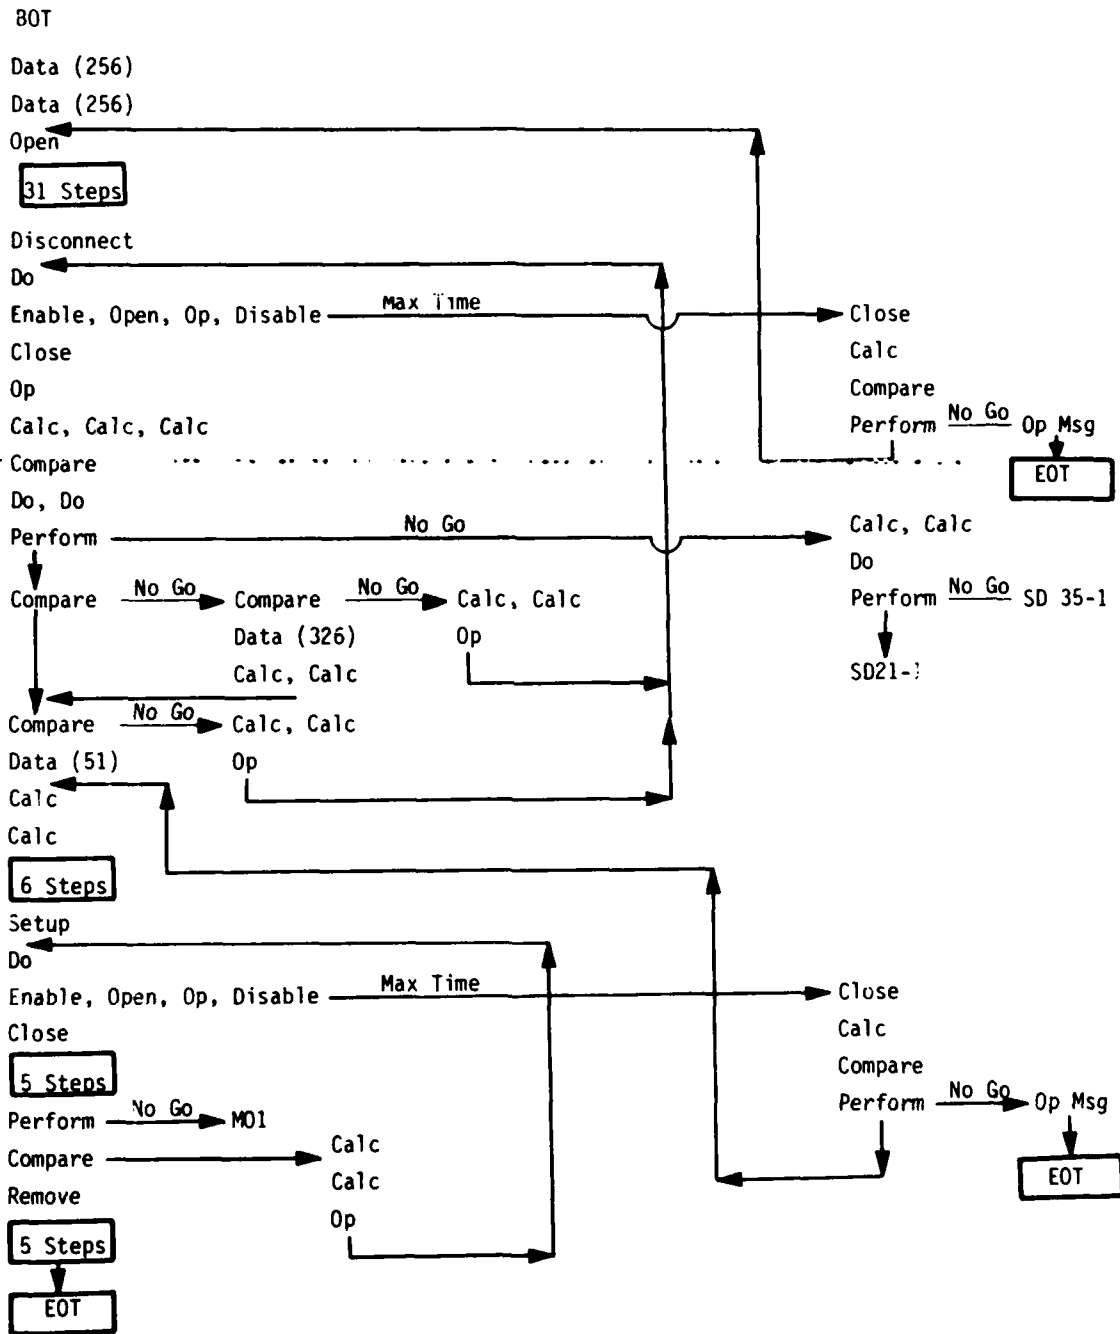 BOT
Data (256)
Data (256)
Open
31 Steps
Disconnect
Do
Enable, Open, Op, Disable
Max Time
Close
Close
Calc
Op
Compare
Calc, Calc, Calc
Perform
No Go
Op Msg
Compare
EOT
Do, Do
Perform
No Go
Calc, Calc
Do
Compare
No Go
Compare
No Go
Calc, Calc
Perform
No Go
SD 35-1
Data (326)
Op
Calc, Calc
Compare
No Go
Calc, Calc
Data (51)
Op
Calc
Calc
6 Steps
Setup
Do
Enable, Open, Op, Disable
Max Time
Close
Close
Calc
5 Steps
Compare
Perform
No Go
M01
Perform
No Go
Op Msg
Compare
Calc
Remove
Calc
EOT
Op
5 Steps
EOT